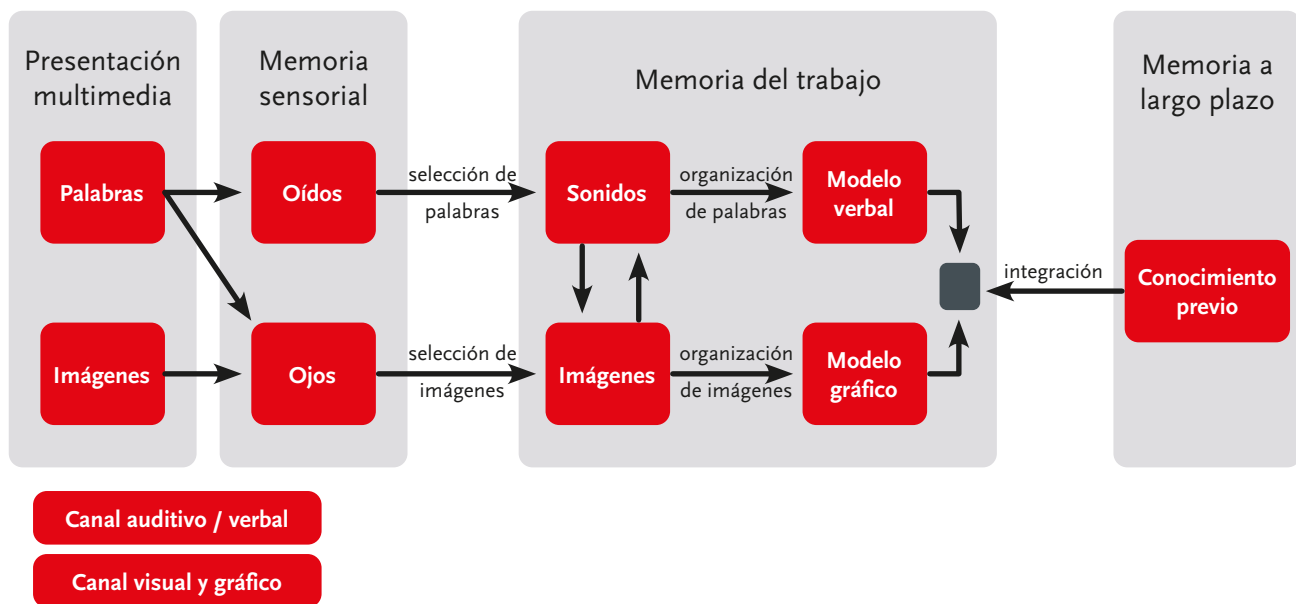 Presentación
multimedia
Memoria
sensorial
Memoria del trabajo
Memoria a
largo plazo
Palabras
Oídos
selección de
palabras
Sonidos
organización
de palabras
Modelo
verbal
integración
Conocimiento
previo
Imágenes
Ojos
selección de
imágenes
Imágenes
organización
de imágenes
Modelo
gráfico
Canal auditivo / verbal
Canal visual y gráfico